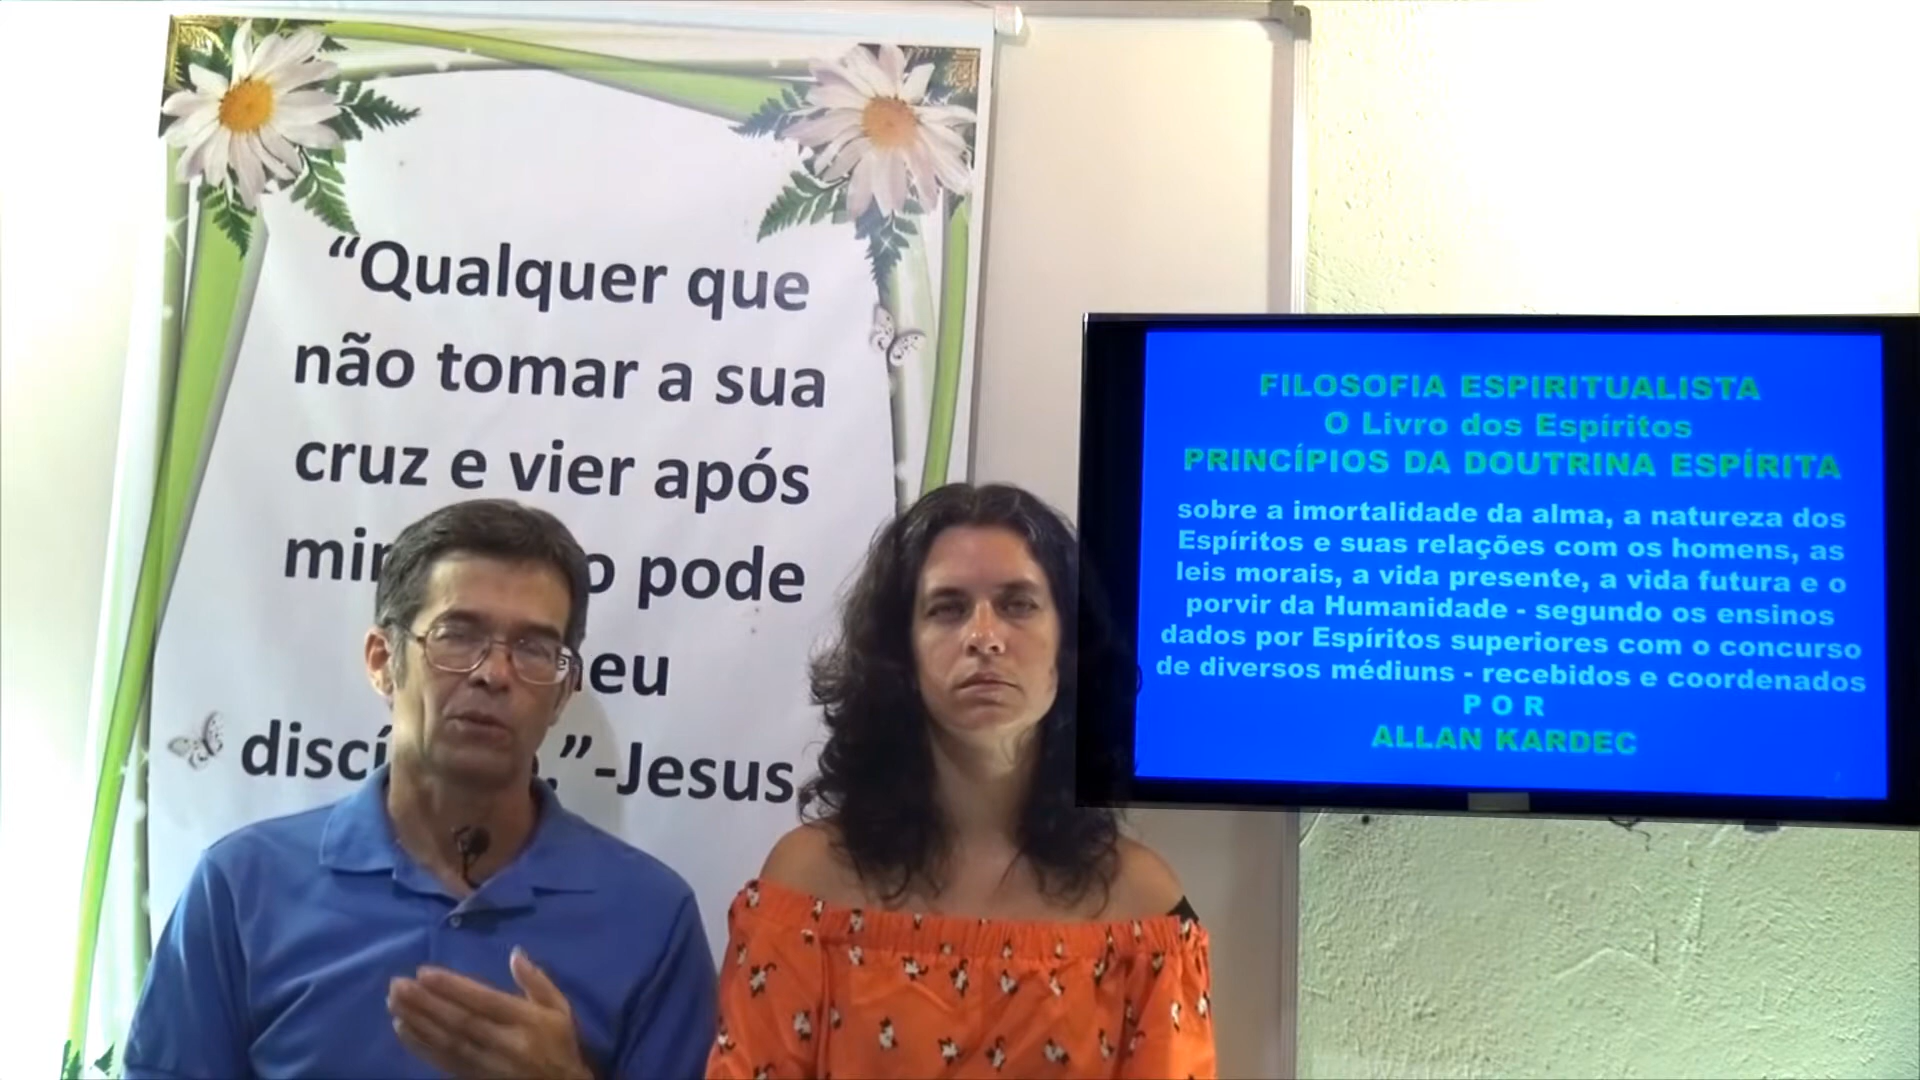 “Qualquer que
não tomar a sua
cruz e vier após
pode
eu
”-Jesus.
FILOSOFIA ESPIRITUALISTA
O Livro dos Espíritos
PRINCÍPIOS DA DOUTRINA ESPÍRITA
sobre a imortalidade da alma, a natureza dos
Espíritos e suas relações com os homens, as
leis morais, a vida presente, a vida futura e o
porvir da Humanidade - segundo os ensinos
dados por Espíritos superiores com o concurso
de diversos médiuns - recebidos e coordenados
P O R
ALLAN KARDEC